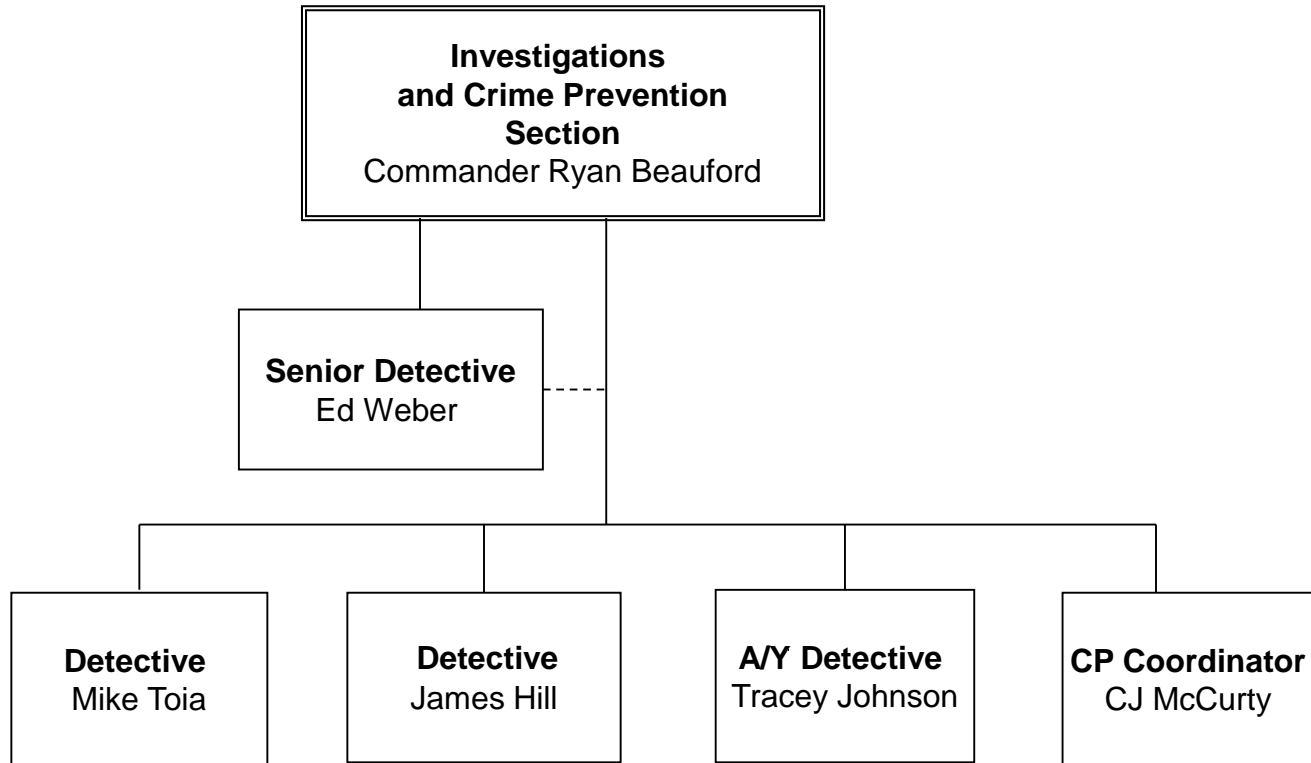 Investigations
and Crime Prevention
Section
Commander Ryan Beauford
Senior Detective
Ed Weber
Detective
Mike Toia
Detective
James Hill
A/Y Detective
Tracey Johnson
CP Coordinator
CJ McCurty